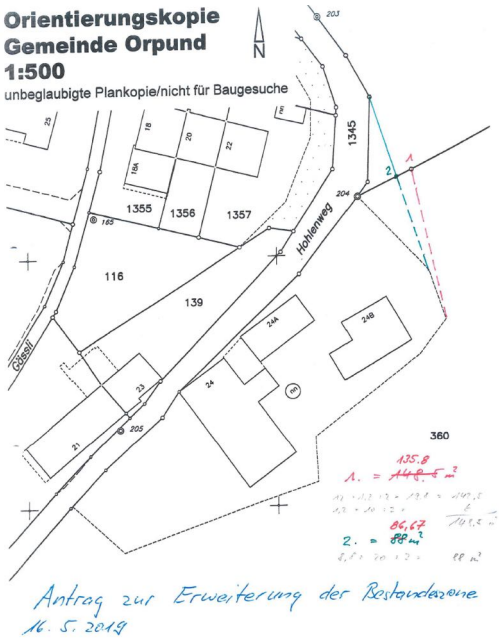 Orientierungskopie
Gemeinde Orpund
1:500
unbeglaubigte Plankopie/nicht für Baugesuche
N
203
25
18
20
22
18A
1345
1
2
204
1355
1356
1357
165
Hohlenweg
116
139
24A
24B
Gässli
23
24
21
205
360
135.8
1. = 148.5 m²
86,67
2. = 88 m²
88 m²
Antrag zur Erweiterung der Bestandeszone
16. 5. 2019